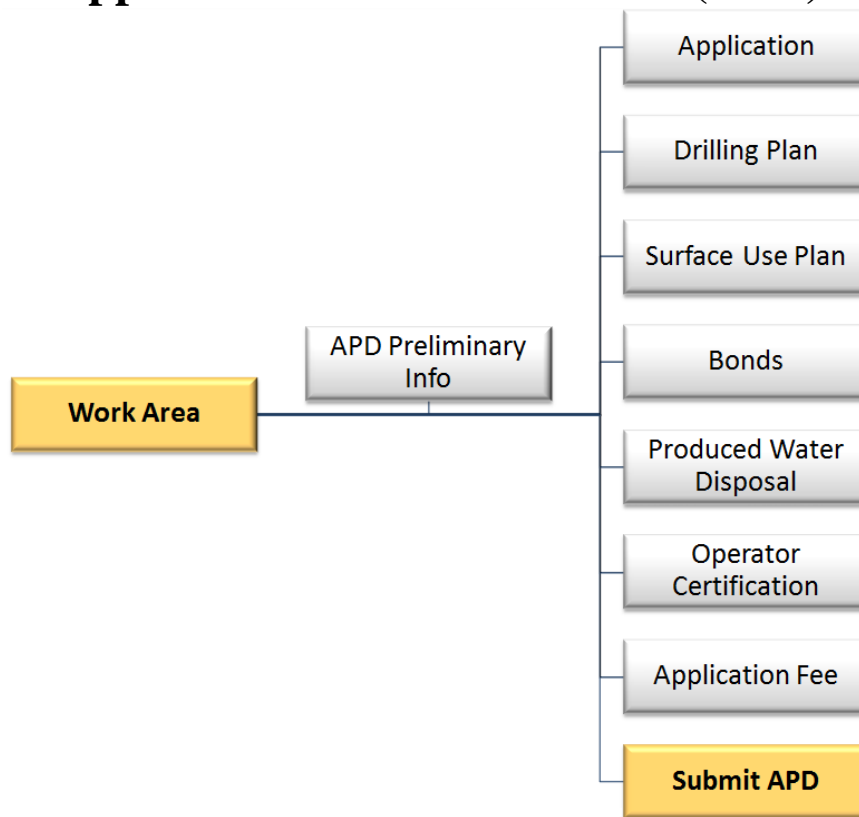 Application
Drilling Plan
Surface Use Plan
APD Preliminary
Info
Bonds
Work Area
Produced Water
Disposal
Operator
Certification
Application Fee
Submit APD